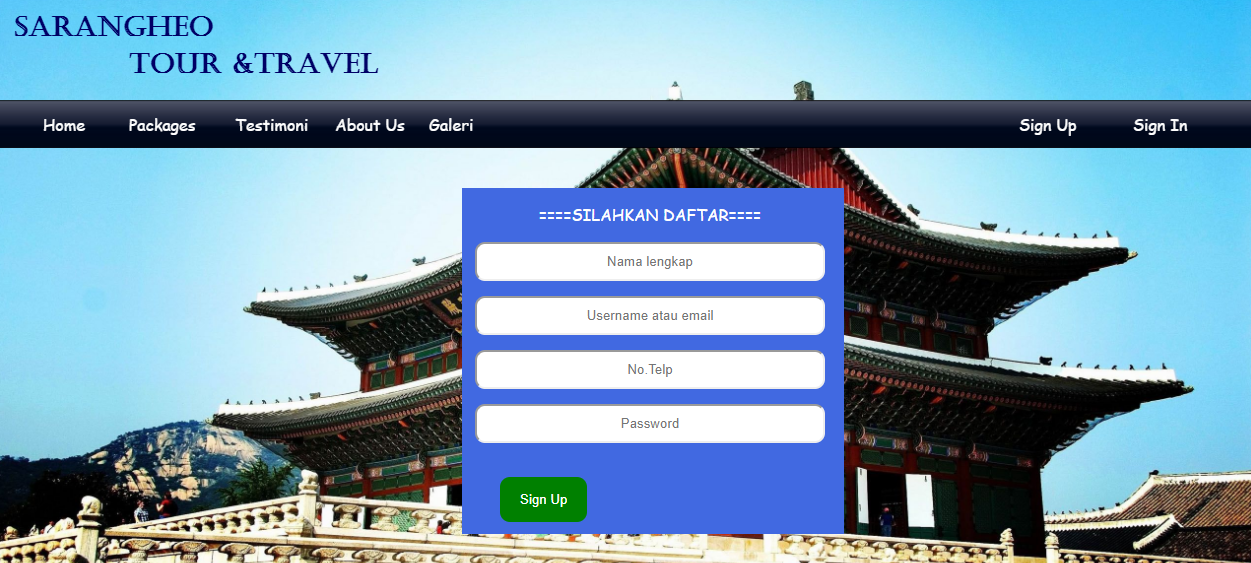 SARANGHEO
TOUR &TRAVEL
Home Packages Testimoni About Us Galeri Sign Up Sign In
====SILAHKAN DAFTAR====
Nama lengkap
Username atau email
No.Telp
Password
Sign Up